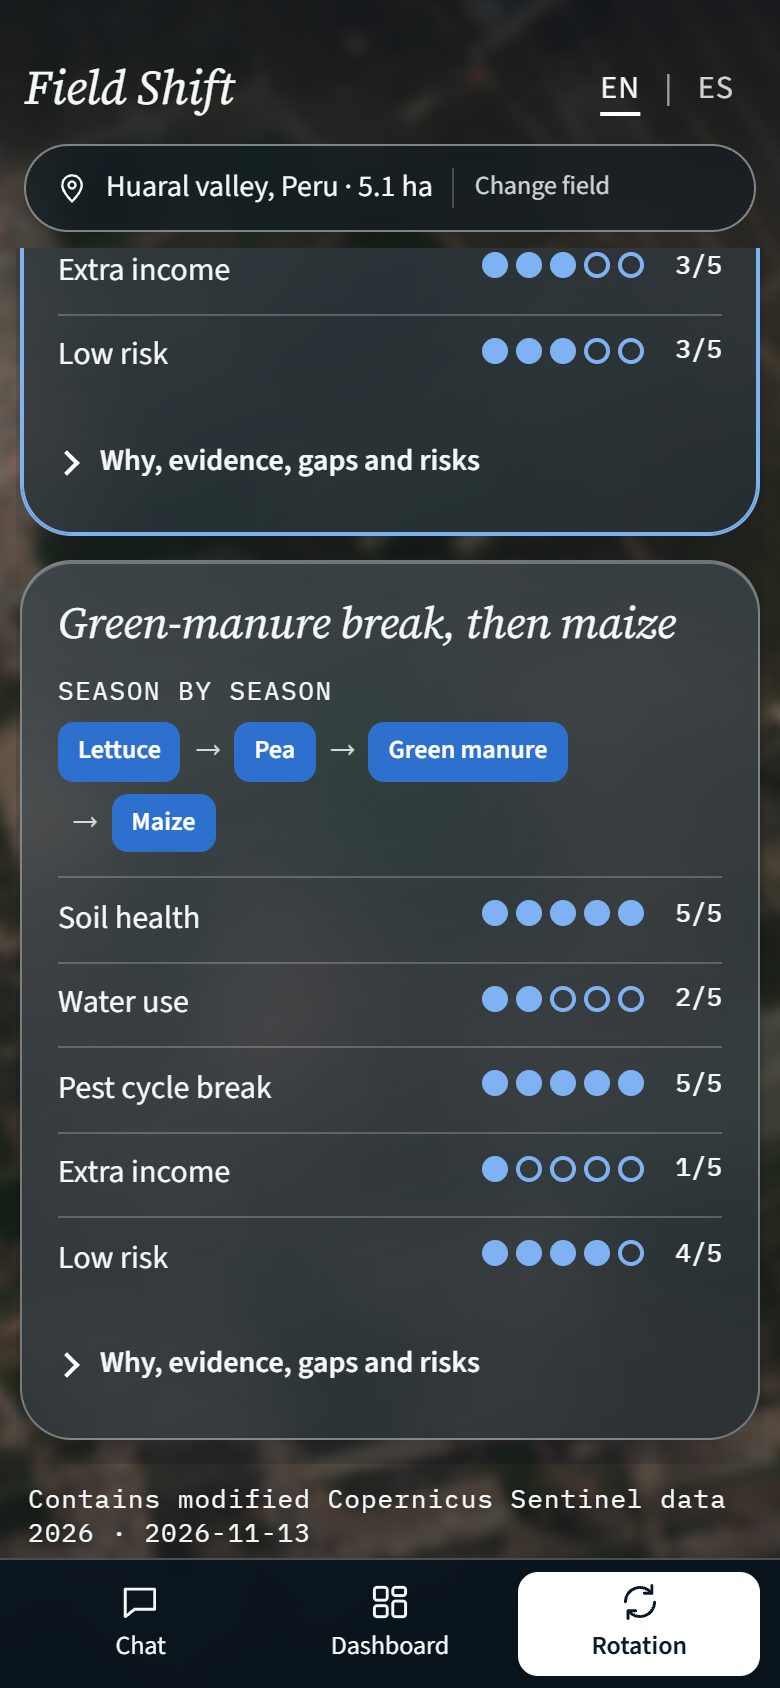 Field Shift
EN | ES
Huaral valley, Peru · 5.1 ha | Change field
Extra income 3/5
Low risk 3/5
Why, evidence, gaps and risks
Green-manure break, then maize
SEASON BY SEASON
Lettuce → Pea → Green manure
→ Maize
Soil health 5/5
Water use 2/5
Pest cycle break 5/5
Extra income 1/5
Low risk 4/5
Why, evidence, gaps and risks
Contains modified Copernicus Sentinel data
2026 · 2026-11-13
Chat Dashboard Rotation